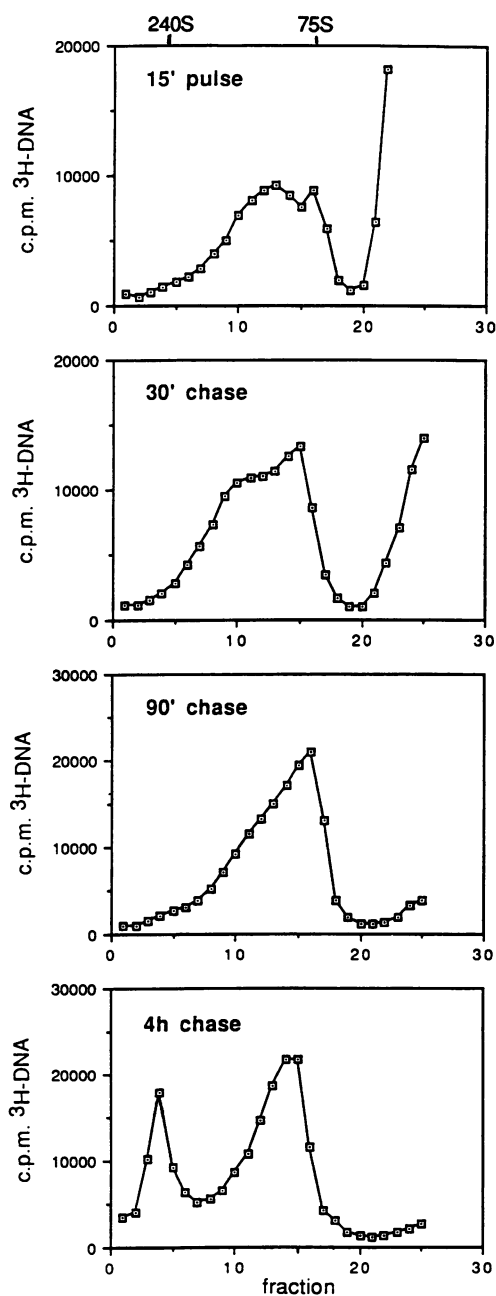 240S 75S
20000
15' pulse
10000
c.p.m. ³H-DNA
0
0 10 20 30
20000
30' chase
10000
c.p.m. ³H-DNA
0
0 10 20 30
30000
90' chase
20000
c.p.m. ³H-DNA
10000
0
0 10 20 30
30000
4h chase
20000
c.p.m. ³H-DNA
10000
0
0 10 20 30
fraction